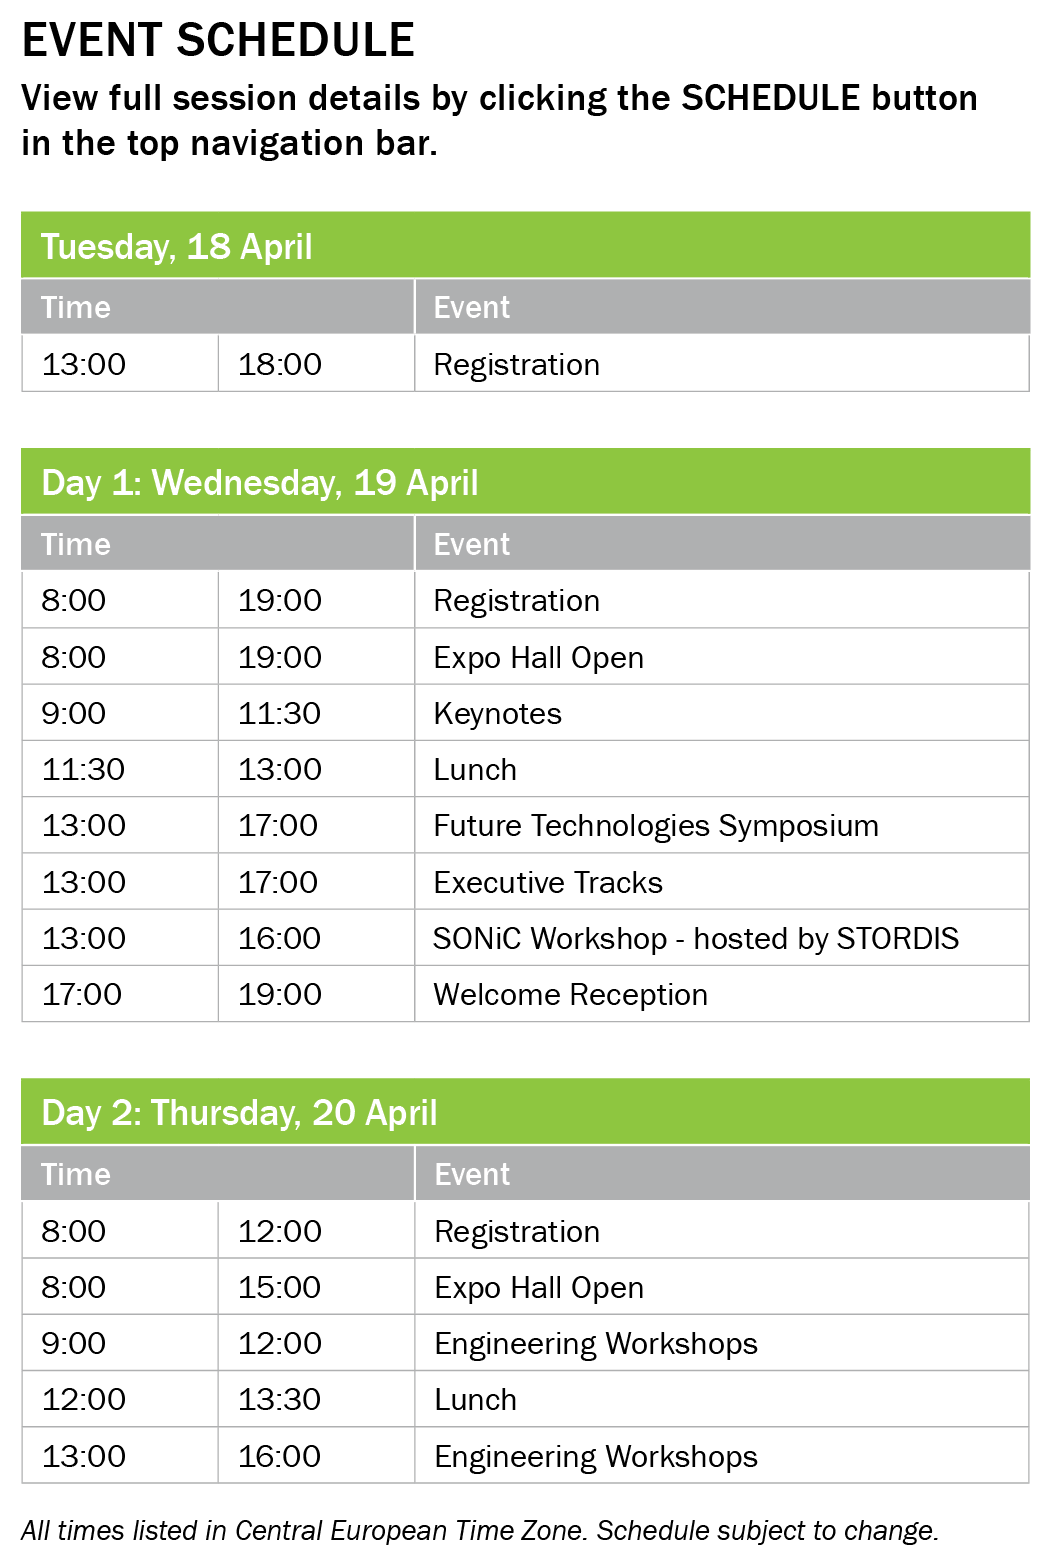 EVENT SCHEDULE
View full session details by clicking the SCHEDULE button
in the top navigation bar.
Tuesday, 18 April
Time Event
13:00 18:00 Registration
Day 1: Wednesday, 19 April
Time Event
8:00 19:00 Registration
8:00 19:00 Expo Hall Open
9:00 11:30 Keynotes
11:30 13:00 Lunch
13:00 17:00 Future Technologies Symposium
13:00 17:00 Executive Tracks
13:00 16:00 SONiC Workshop - hosted by STORDIS
17:00 19:00 Welcome Reception
Day 2: Thursday, 20 April
Time Event
8:00 12:00 Registration
8:00 15:00 Expo Hall Open
9:00 12:00 Engineering Workshops
12:00 13:30 Lunch
13:00 16:00 Engineering Workshops
All times listed in Central European Time Zone. Schedule subject to change.